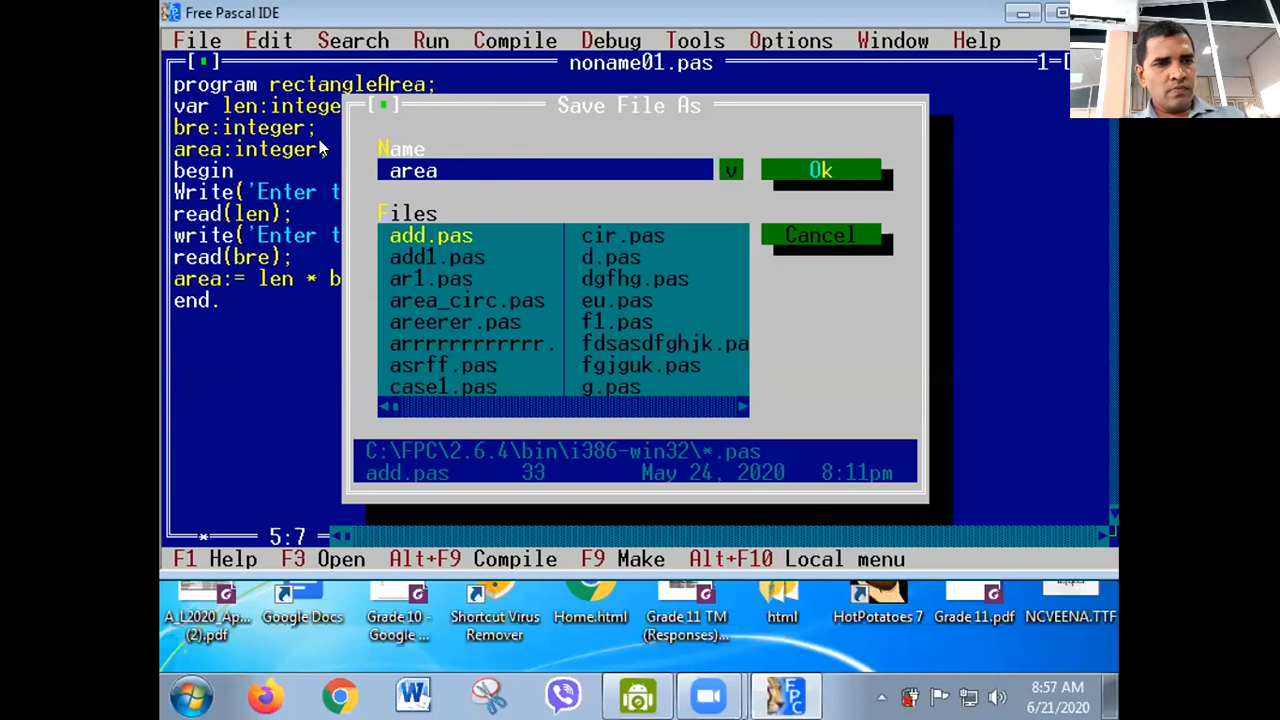 Free Pascal IDE
File Edit Search Run Compile Debug Tools Options Window Help
noname01.pas 1
program rectangleArea;
var len:intege
bre:integer;
area:integer
begin
Write('Enter t
read(len);
write('Enter t
read(bre);
area:= len * b
end.
5:7
Save File As
Name
area
v
Ok
Files
Cancel
add.pas cir.pas
add1.pas d.pas
ar1.pas dgfhg.pas
area_circ.pas eu.pas
areerer.pas f1.pas
arrrrrrrrrrrr. fdsasdfghjk.pa
asrff.pas fgjguk.pas
case1.pas g.pas
C:\FPC\2.6.4\bin\i386-win32\*.pas
add.pas 33 May 24, 2020 8:11pm
F1 Help F3 Open Alt+F9 Compile F9 Make Alt+F10 Local menu
A_L2020_Ap...
(2).pdf
Google Docs
Grade 10 -
Google ...
Shortcut Virus
Remover
Home.html
Grade 11 TM
(Responses)...
html
HotPotatoes 7
Grade 11.pdf
NCVEENA.TTF
8:57 AM
6/21/2020